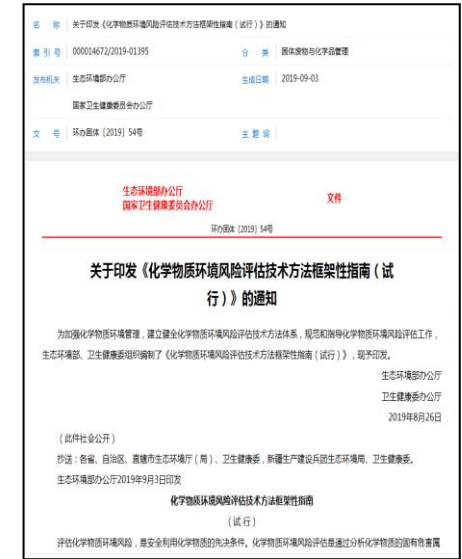 名 称 关于印发《化学物质环境风险评估技术方法框架性指南(试行)》的通知
索 引 号 000014672/2019-01395 分 类 固体废物与化学品管理
发布机关 生态环境部办公厅 生成日期 2019-09-03
国家卫生健康委员会办公厅
文 号 环办固体〔2019〕54号 主 题 词
生态环境部办公厅
国家卫生健康委员会办公厅 文件
环办固体〔2019〕54号
关于印发《化学物质环境风险评估技术方法框架性指南(试
行)》的通知
为加强化学物质环境管理,建立健全化学物质环境风险评估技术方法体系,规范和指导化学物质环境风险评估工作,
生态环境部、卫生健康委组织编制了《化学物质环境风险评估技术方法框架性指南(试行)》,现予印发。
生态环境部办公厅
卫生健康委办公厅
2019年8月26日
(此件社会公开)
抄送:各省、自治区、直辖市生态环境厅(局)、卫生健康委,新疆生产建设兵团生态环境局、卫生健康委。
生态环境部办公厅2019年9月3日印发
化学物质环境风险评估技术方法框架性指南
(试行)
评估化学物质环境风险,是安全利用化学物质的先决条件。化学物质环境风险评估是通过分析化学物质的固有危害属